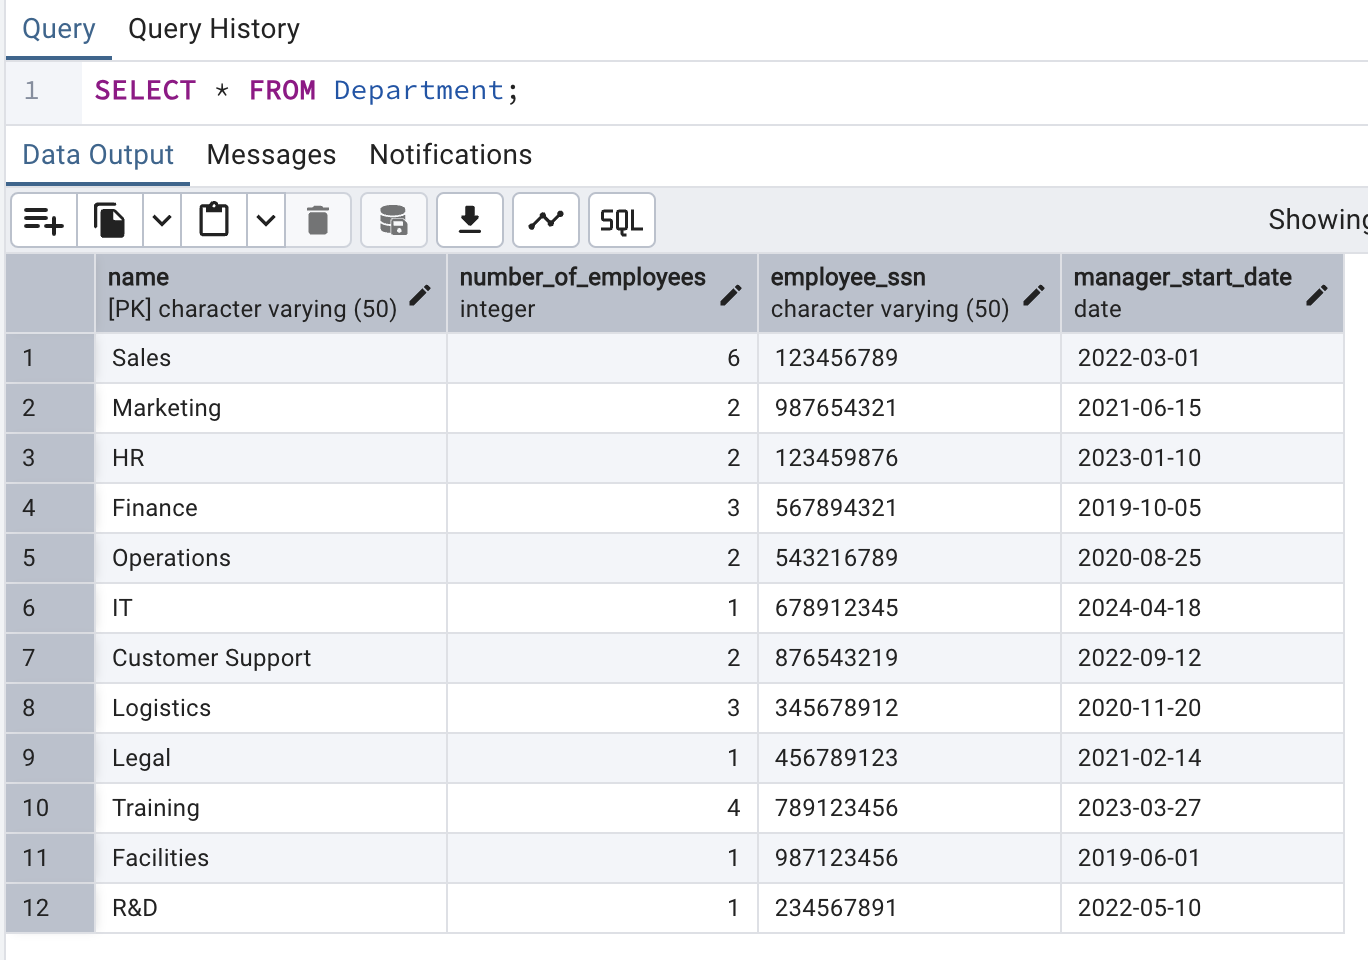 Query Query History
1 SELECT * FROM Department;
Data Output Messages Notifications
SQL Showing
name number_of_employees employee_ssn manager_start_date
[PK] character varying (50) integer character varying (50) date
1 Sales 6 123456789 2022-03-01
2 Marketing 2 987654321 2021-06-15
3 HR 2 123459876 2023-01-10
4 Finance 3 567894321 2019-10-05
5 Operations 2 543216789 2020-08-25
6 IT 1 678912345 2024-04-18
7 Customer Support 2 876543219 2022-09-12
8 Logistics 3 345678912 2020-11-20
9 Legal 1 456789123 2021-02-14
10 Training 4 789123456 2023-03-27
11 Facilities 1 987123456 2019-06-01
12 R&D 1 234567891 2022-05-10